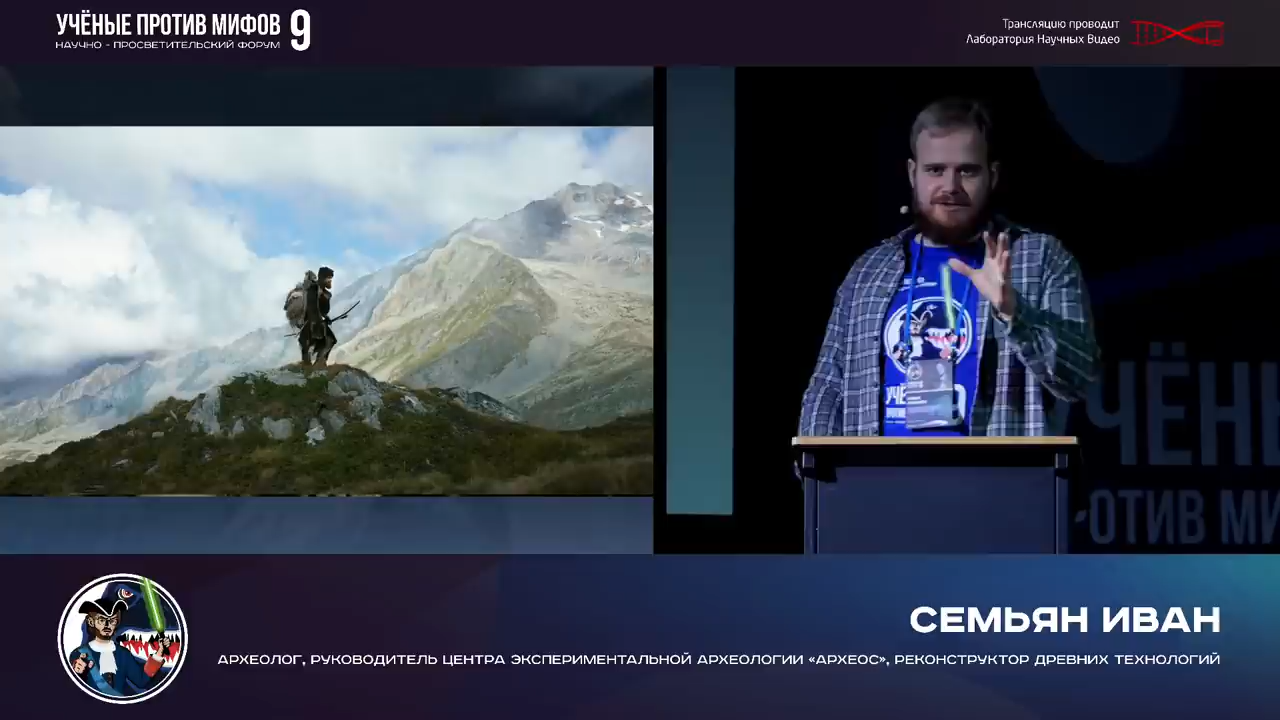 УЧЁНЫЕ ПРОТИВ МИФОВ 9
НАУЧНО - ПРОСВЕТИТЕЛЬСКИЙ ФОРУМ
Трансляцию проводит
Лаборатория Научных Видео
УЧЁНЫ
ОТИВ МИ
СЕМЬЯН ИВАН
АРХЕОЛОГ, РУКОВОДИТЕЛЬ ЦЕНТРА ЭКСПЕРИМЕНТАЛЬНОЙ АРХЕОЛОГИИ «АРХЕОС», РЕКОНСТРУКТОР ДРЕВНИХ ТЕХНОЛОГИЙ